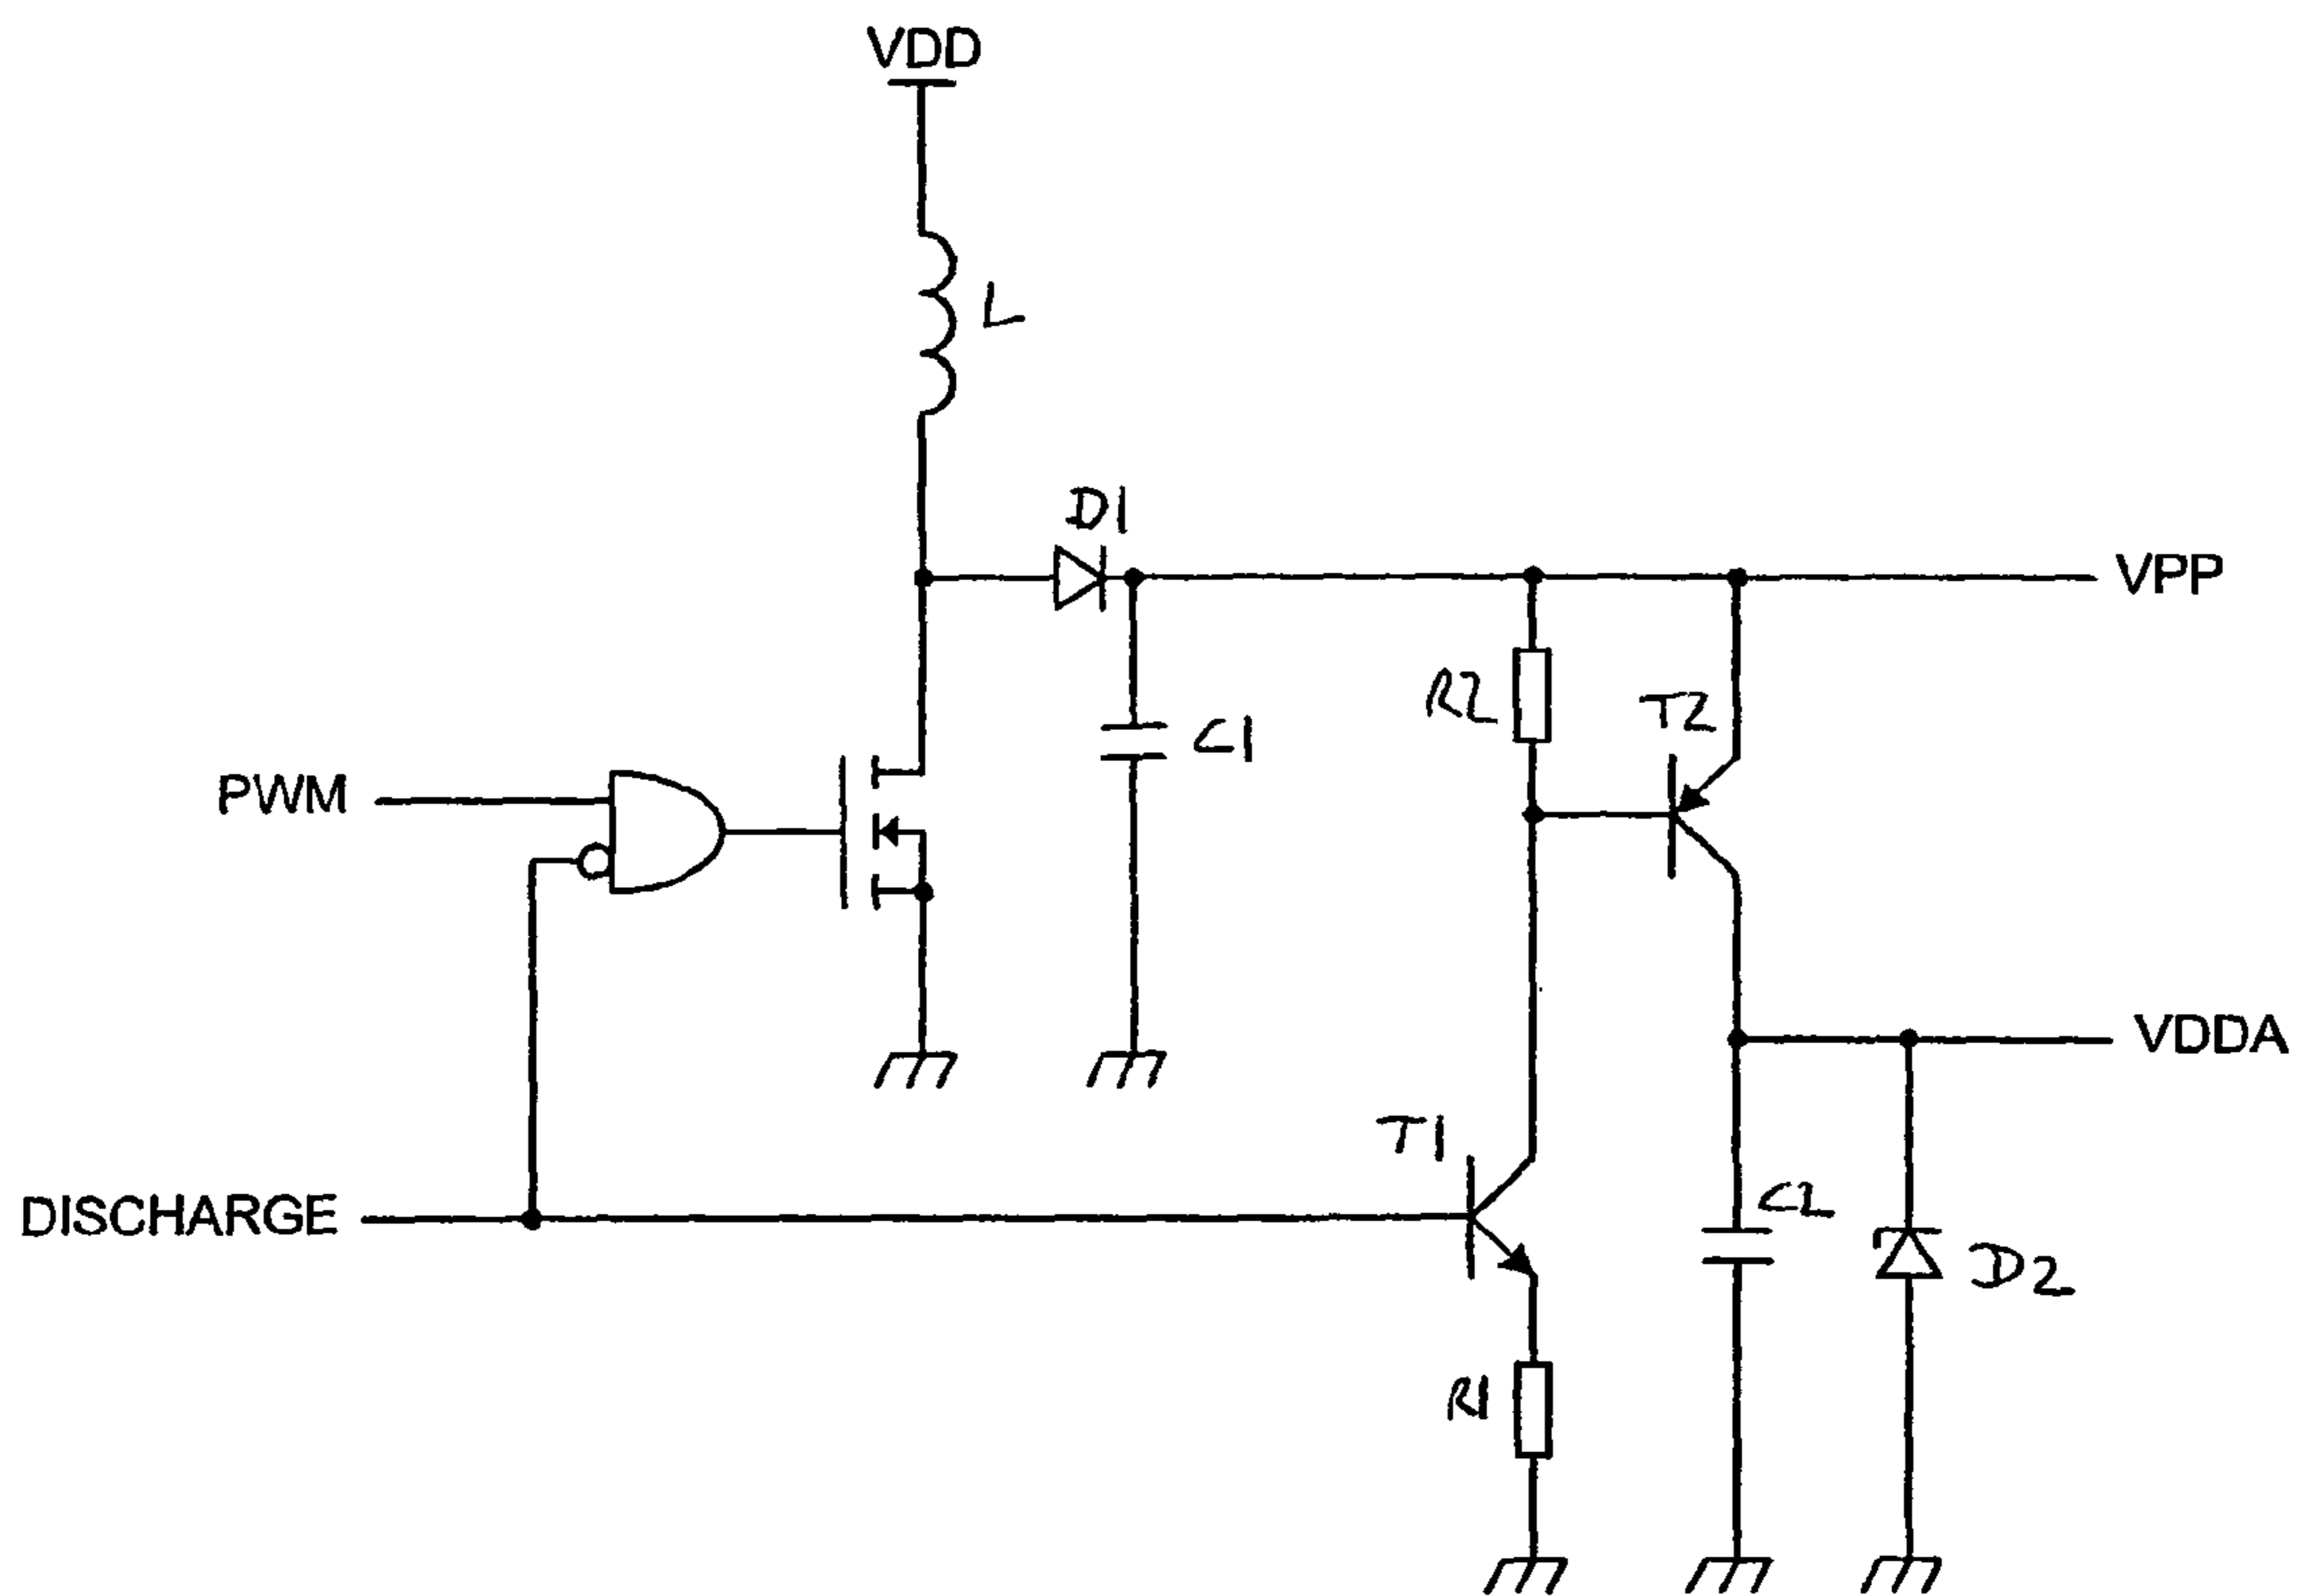 VDD
L
D1
VPP
R2
T2
C1
PWM
VDDA
T1
C2
DISCHARGE
D2
R1